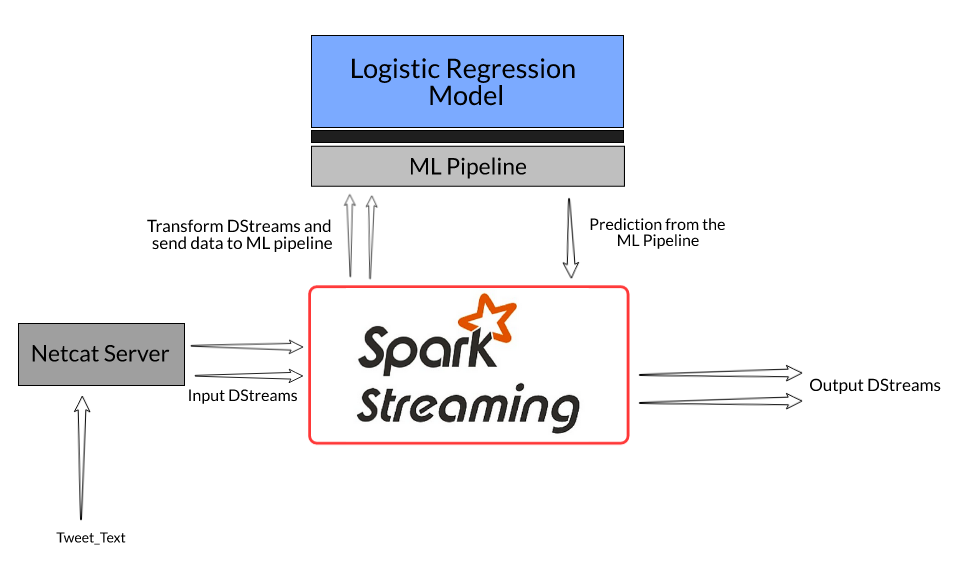 Logistic Regression
Model
ML Pipeline
Transform DStreams and
send data to ML pipeline
Prediction from the
ML Pipeline
Spark
Streaming
Netcat Server
Input DStreams
Output DStreams
Tweet_Text